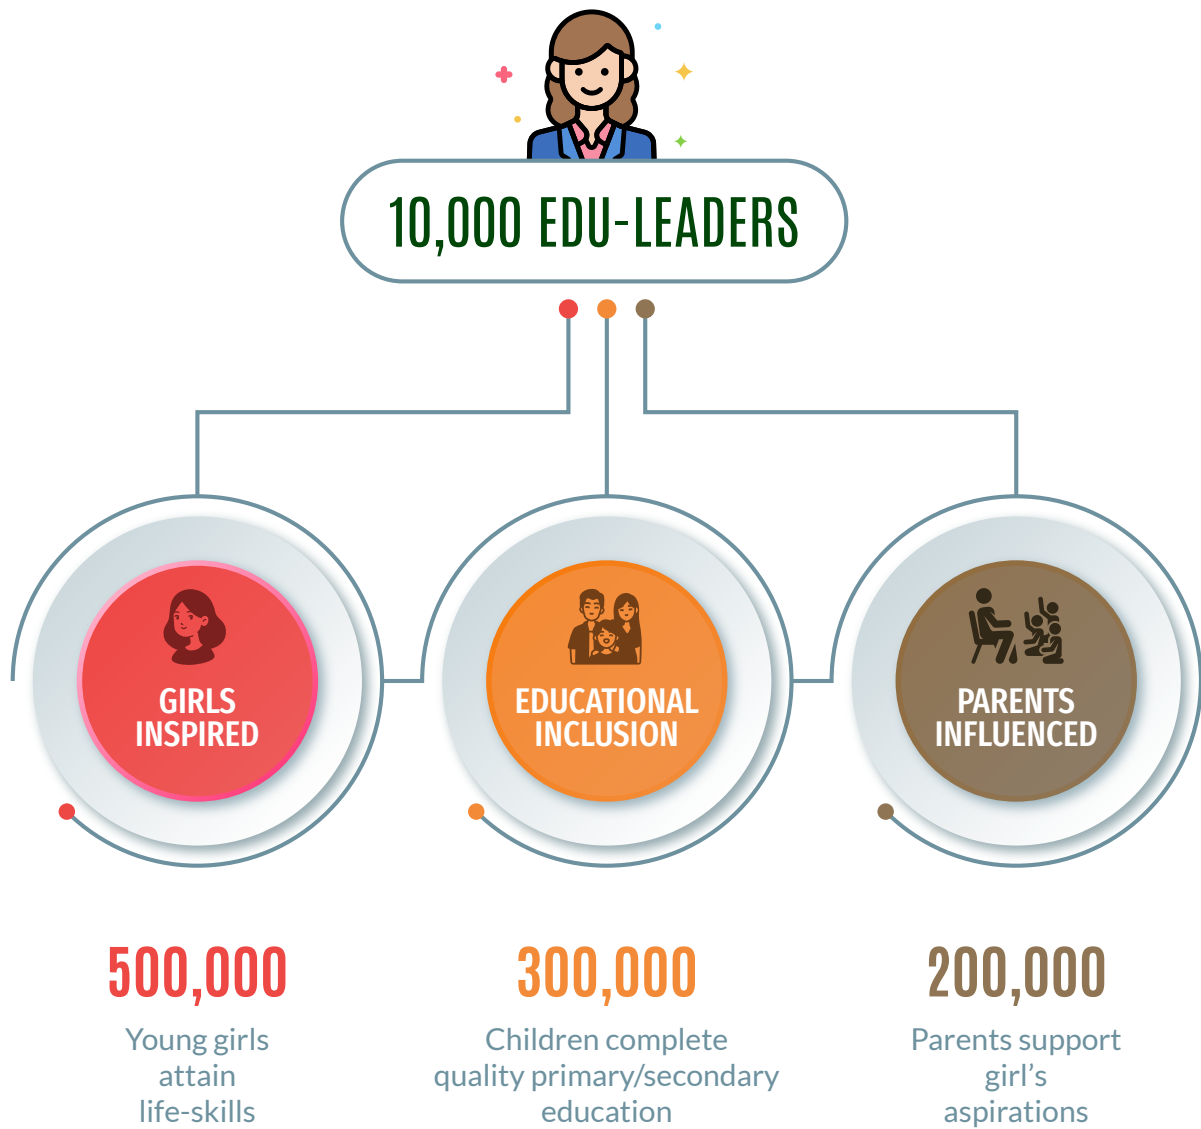 10,000 EDU-LEADERS
GIRLS
INSPIRED
EDUCATIONAL
INCLUSION
PARENTS
INFLUENCED
500,000
Young girls
attain
life-skills
300,000
Children complete
quality primary/secondary
education
200,000
Parents support
girl’s
aspirations